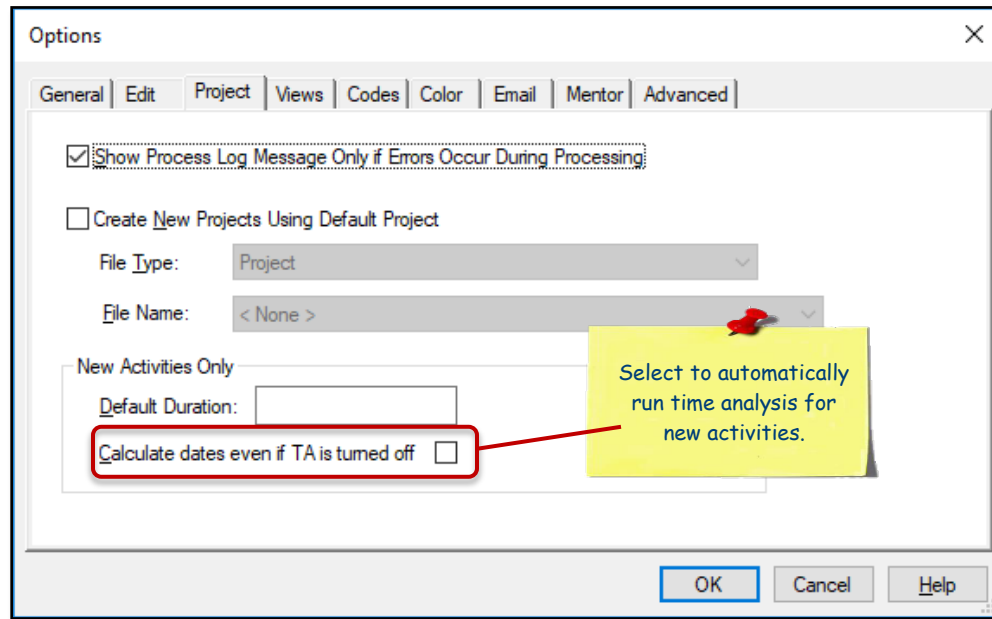 Options
General Edit Project Views Codes Color Email Mentor Advanced
Show Process Log Message Only if Errors Occur During Processing
Create New Projects Using Default Project
File Type: Project
File Name: < None >
New Activities Only
Default Duration:
Calculate dates even if TA is turned off
Select to automatically
run time analysis for
new activities.
OK Cancel Help